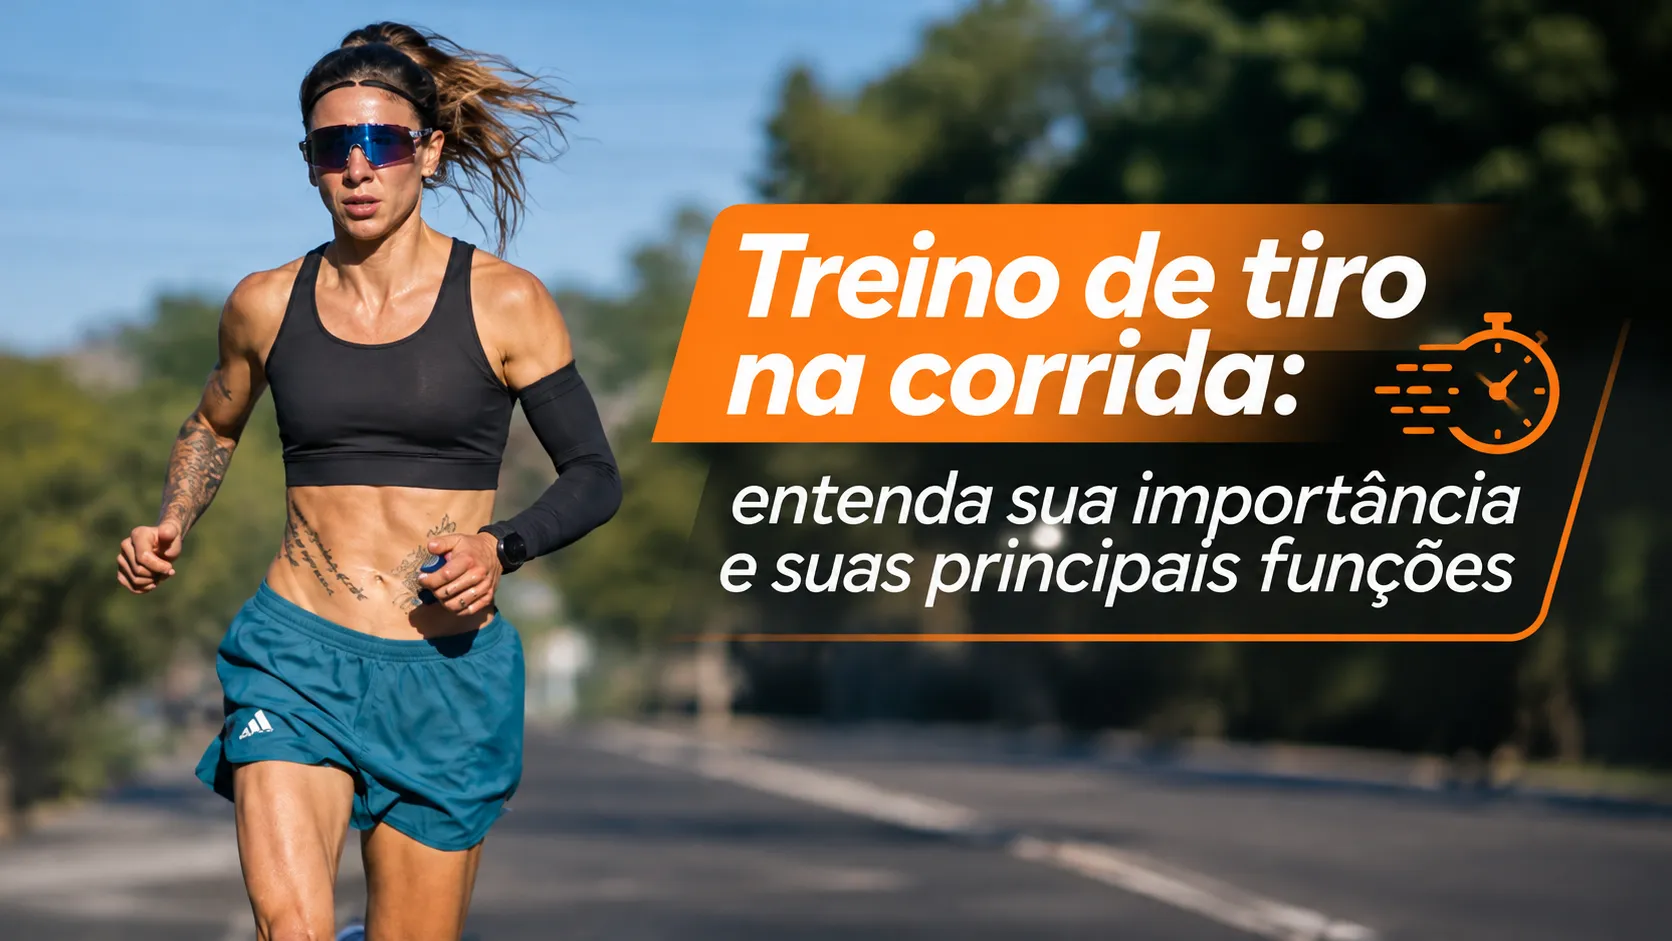 Treino de tiro
na corrida:
entenda sua importância
e suas principais funções